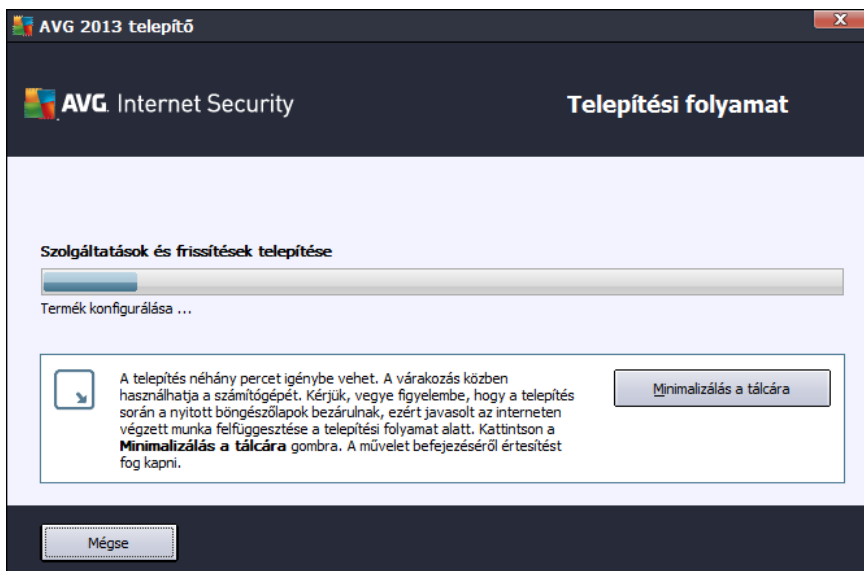 AVG 2013 telepítő
AVG. Internet Security
Telepítési folyamat
Szolgáltatások és frissítések telepítése
Termék konfigurálása ...
A telepítés néhány percet igénybe vehet. A várakozás közben
használhatja a számítógépét. Kérjük, vegye figyelembe, hogy a telepítés
során a nyitott böngészőlapok bezárulnak, ezért javasolt az interneten
végzett munka felfüggesztése a telepítési folyamat alatt. Kattintson a
Minimalizálás a tálcára gombra. A művelet befejezéséről értesítést
fog kapni.
Minimalizálás a tálcára
Mégse